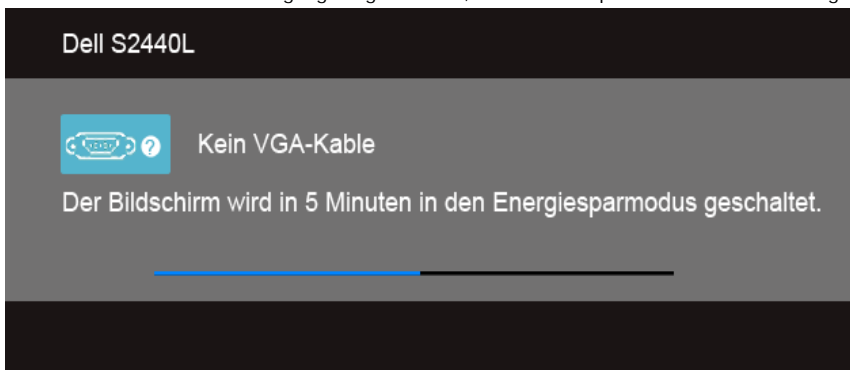 Dell S2440L
Kein VGA-Kable
Der Bildschirm wird in 5 Minuten in den Energiesparmodus geschaltet.